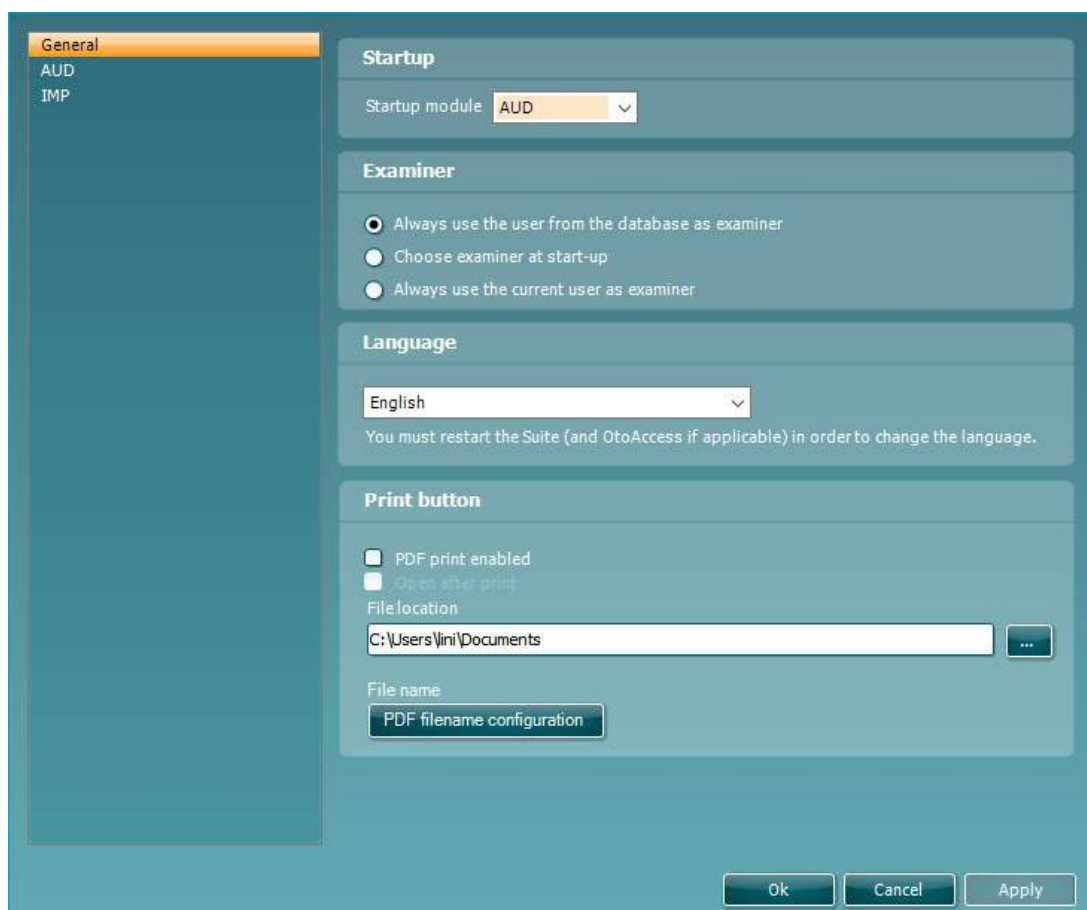 General
AUD
IMP
Startup
Startup module AUD
Examiner
Always use the user from the database as examiner
Choose examiner at start-up
Always use the current user as examiner
Language
English
You must restart the Suite (and OtoAccess if applicable) in order to change the language.
Print button
PDF print enabled
Open after print
File location
C:\Users\lini\Documents
...
File name
PDF filename configuration
Ok Cancel Apply